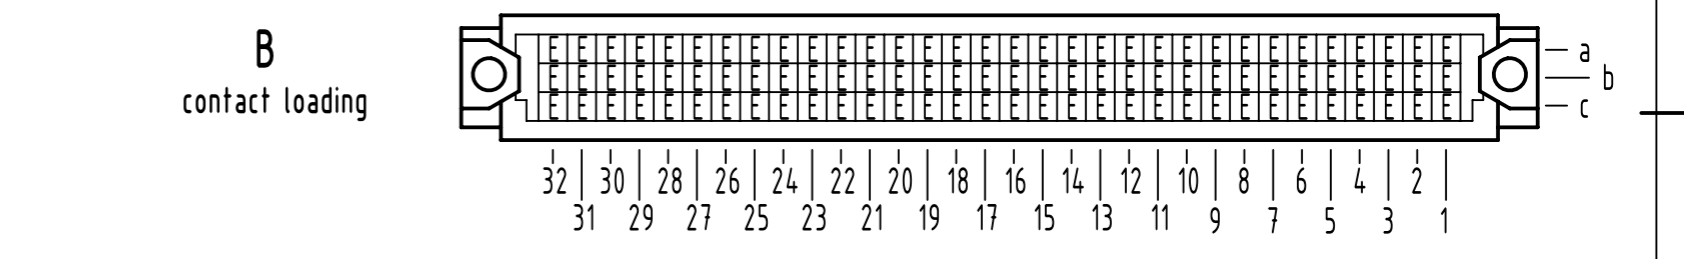 B
contact loading
E E E E E E E E E E E E E E E E E E E E E E E E E E E E E E E E a
E E E E E E E E E E E E E E E E E E E E E E E E E E E E E E E E b
E E E E E E E E E E E E E E E E E E E E E E E E E E E E E E E E c
32 30 28 26 24 22 20 18 16 14 12 10 8 6 4 2
31 29 27 25 23 21 19 17 15 13 11 9 7 5 3 1